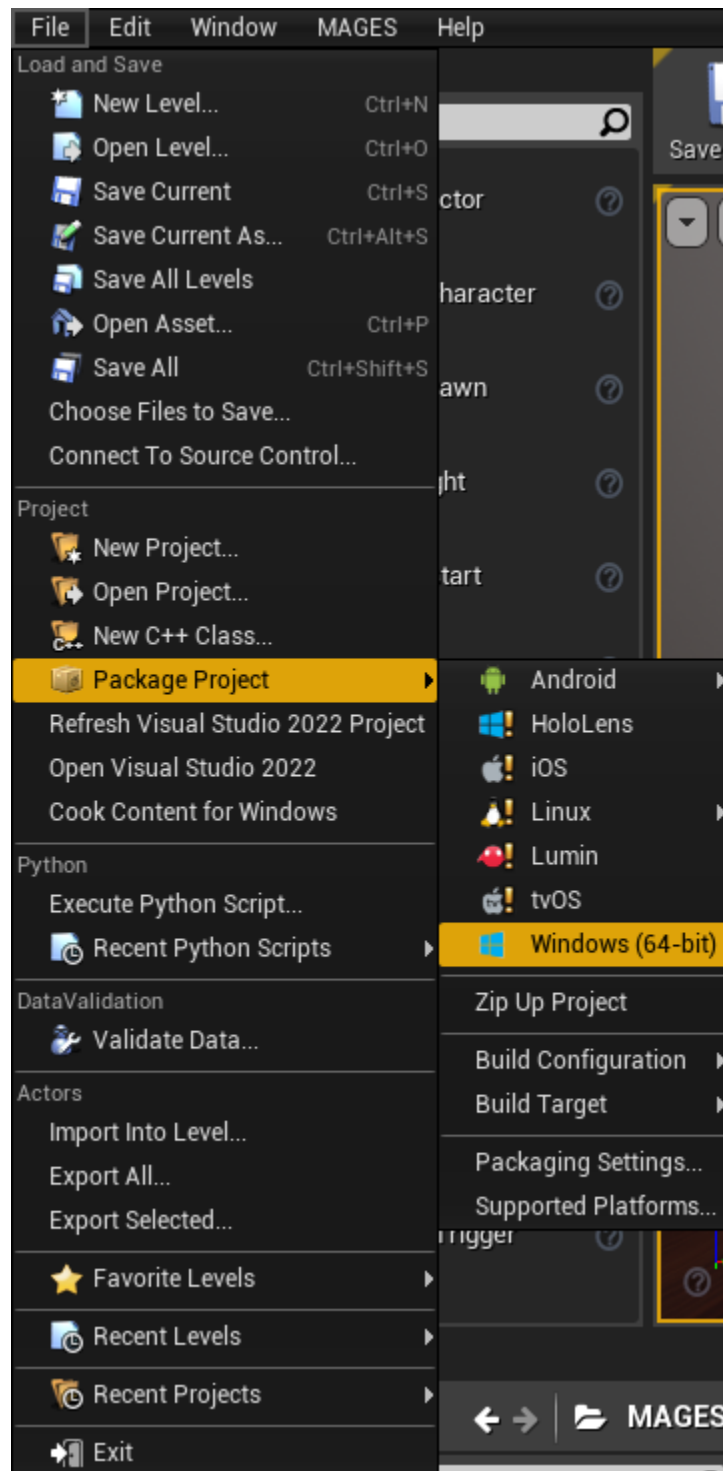 File Edit Window MAGES Help
Load and Save
New Level... Ctrl+N
Open Level... Ctrl+O
Save Current Ctrl+S
Save Current As... Ctrl+Alt+S
Save All Levels
Open Asset... Ctrl+P
Save All Ctrl+Shift+S
Choose Files to Save...
Connect To Source Control...
Project
New Project...
Open Project...
New C++ Class...
Package Project
Refresh Visual Studio 2022 Project
Open Visual Studio 2022
Cook Content for Windows
Python
Execute Python Script...
Recent Python Scripts
DataValidation
Validate Data...
Actors
Import Into Level...
Export All...
Export Selected...
Favorite Levels
Recent Levels
Recent Projects
Exit
Save
ctor
haracter
awn
ght
tart
Android
HoloLens
iOS
Linux
Lumin
tvOS
Windows (64-bit)
Zip Up Project
Build Configuration
Build Target
Packaging Settings...
Supported Platforms...
MAGES